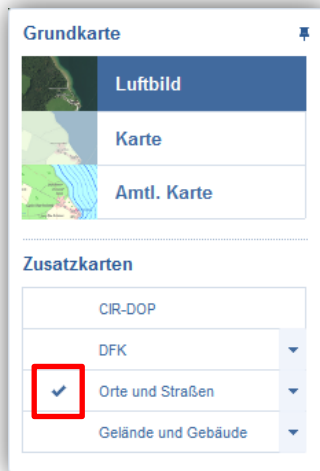 Grundkarte
Luftbild
Karte
Amtl. Karte
Zusatzkarten
CIR-DOP
DFK
Orte und Straßen
Gelände und Gebäude